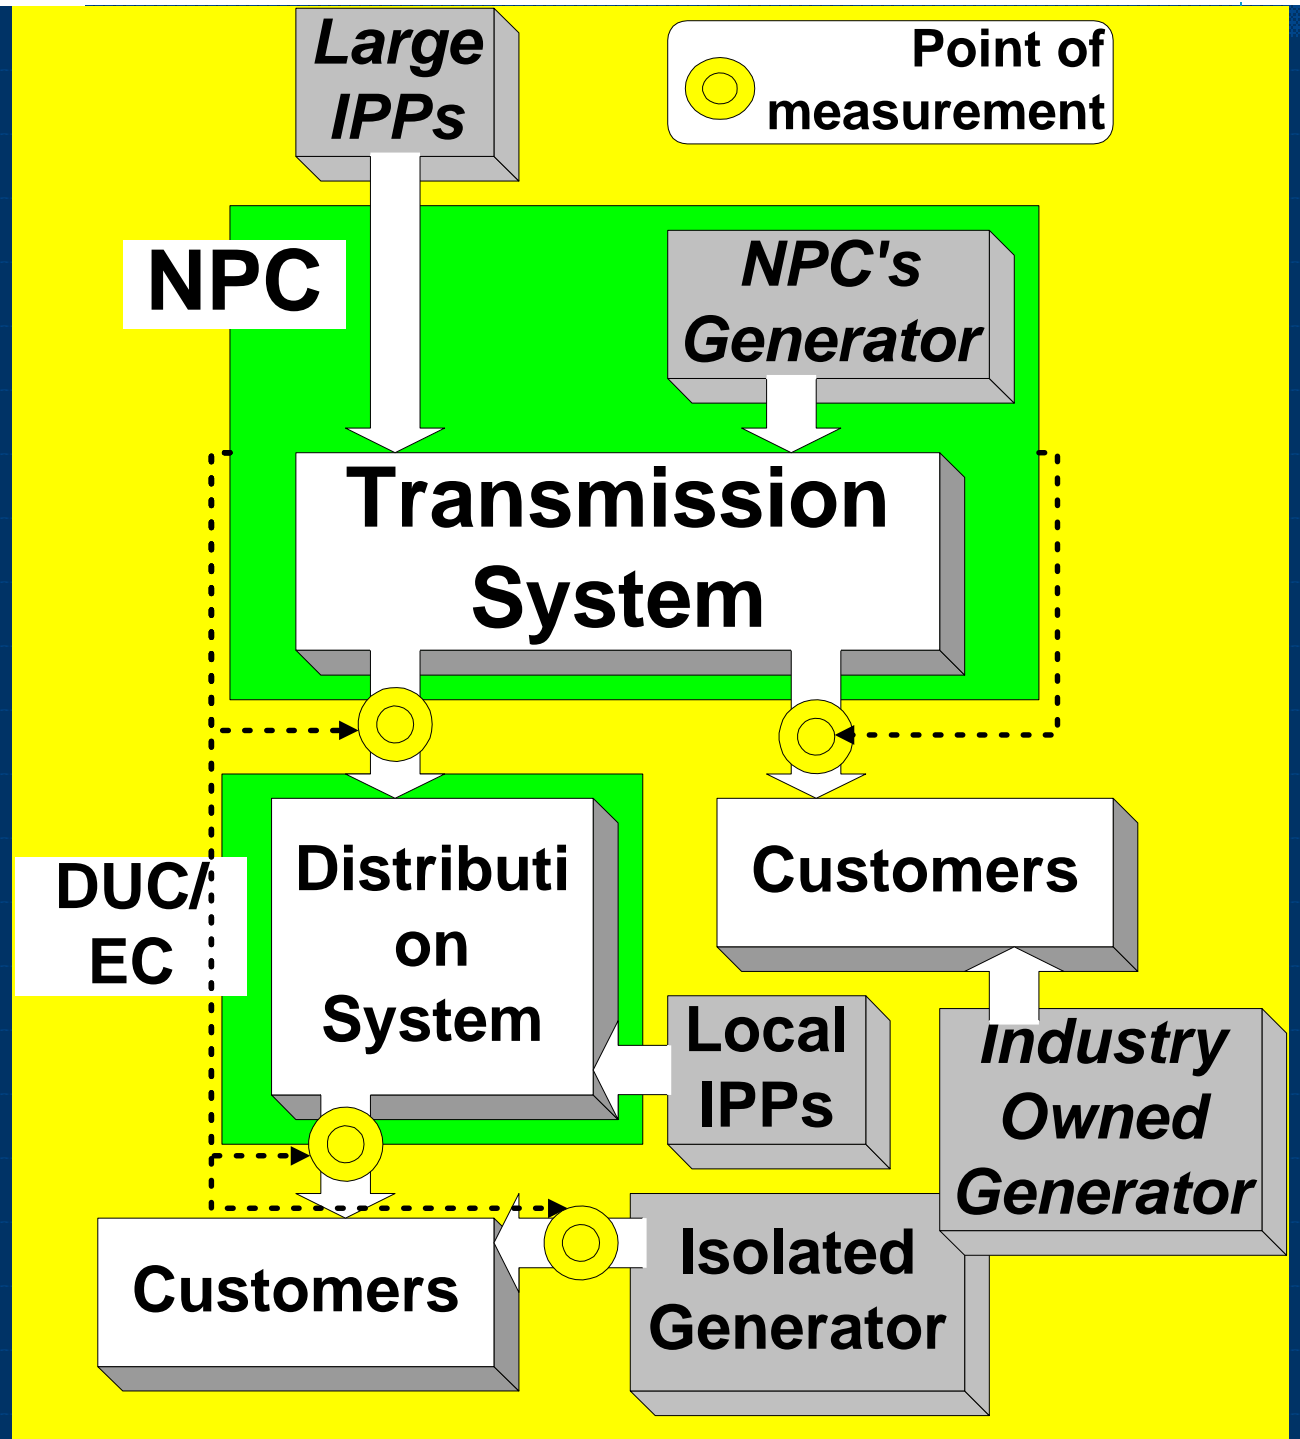 Large
IPPs
Point of
measurement
NPC
NPC's
Generator
Transmission
System
DUC/
EC
Distributi
on
System
Customers
Local
IPPs
Industry
Owned
Generator
Customers
Isolated
Generator